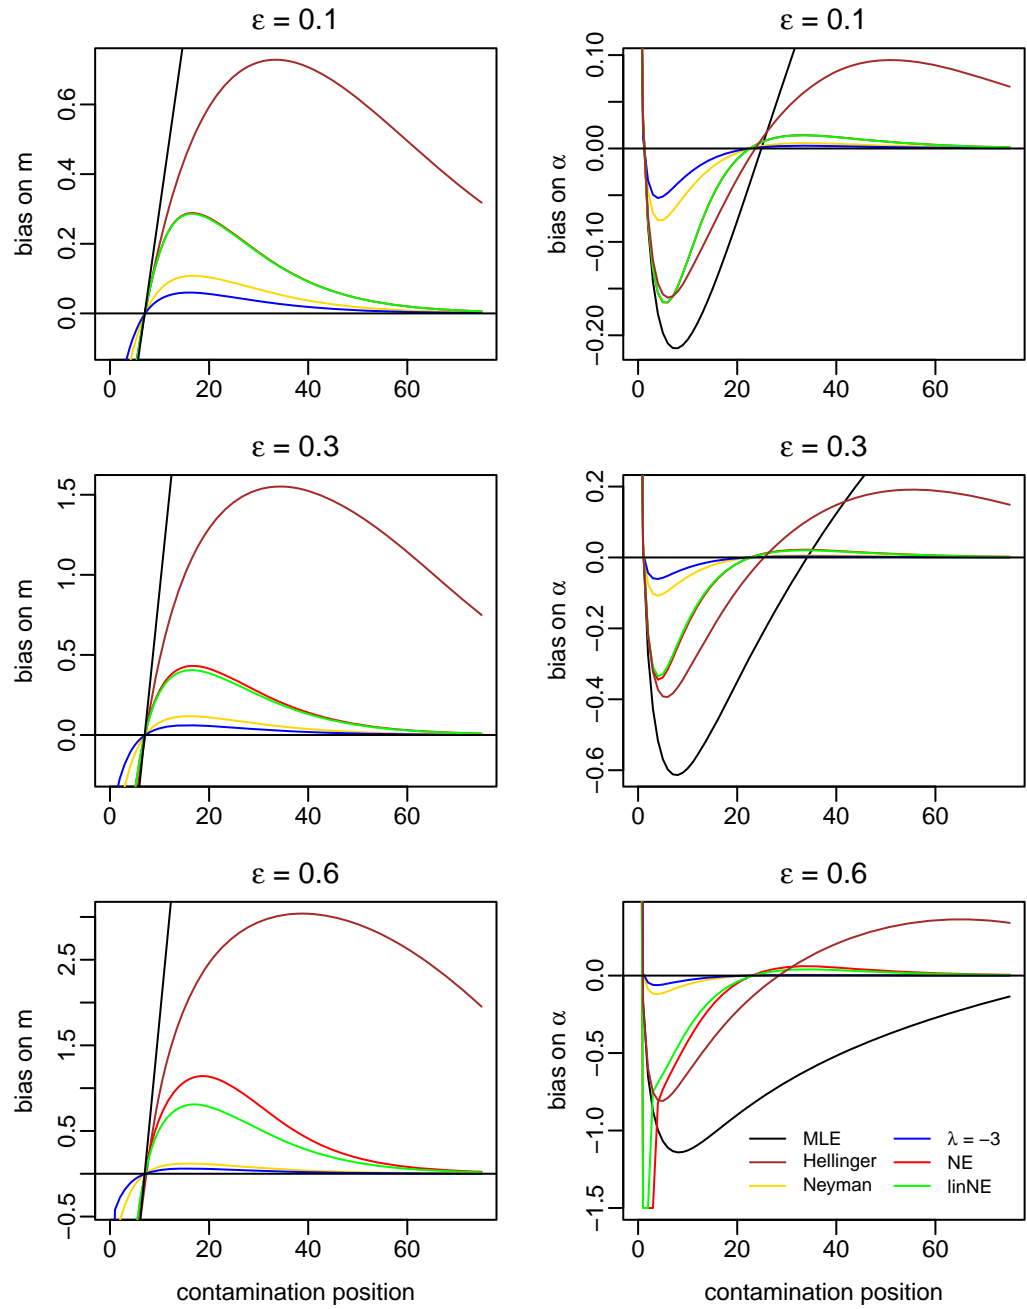 ε = 0.1
bias on m
0.0
0.2
0.4
0.6
0
20
40
60
ε = 0.1
bias on α
−0.20
−0.10
0.00
0.10
0
20
40
60
ε = 0.3
bias on m
0.0
0.5
1.0
1.5
0
20
40
60
ε = 0.3
bias on α
−0.6
−0.4
−0.2
0.0
0.2
0
20
40
60
ε = 0.6
bias on m
−0.5
0.5
1.5
2.5
0
20
40
60
contamination position
ε = 0.6
bias on α
−1.5
−1.0
−0.5
0.0
0
20
40
60
contamination position
MLE
Hellinger
Neyman
λ = −3
NE
linNE